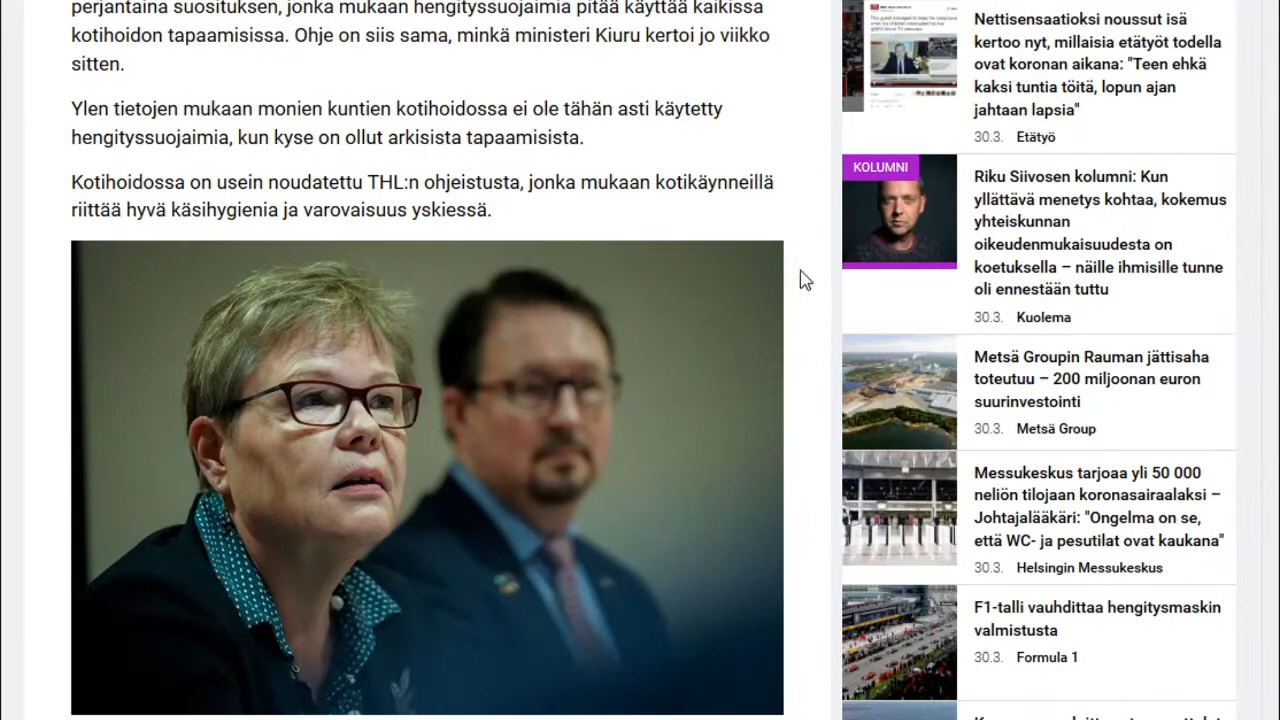 perjantaina suosituksen, jonka mukaan hengityssuojaimia pitää käyttää kaikissa
kotihoidon tapaamisissa. Ohje on siis sama, minkä ministeri Kiuru kertoi jo viikko
sitten.
Ylen tietojen mukaan monien kuntien kotihoidossa ei ole tähän asti käytetty
hengityssuojaimia, kun kyse on ollut arkisista tapaamisista.
Kotihoidossa on usein noudatettu THL:n ohjeistusta, jonka mukaan kotikäynneillä
riittää hyvä käsihygienia ja varovaisuus yskiessä.
Nettisensaatioksi noussut isä
kertoo nyt, millaisia etätyöt todella
ovat koronan aikana: "Teen ehkä
kaksi tuntia töitä, lopun ajan
jahtaan lapsia"
30.3. Etätyö
KOLUMNI
Riku Siivosen kolumni: Kun
yllättävä menetys kohtaa, kokemus
yhteiskunnan
oikeudenmukaisuudesta on
koetuksella – näille ihmisille tunne
oli ennestään tuttu
30.3. Kuolema
Metsä Groupin Rauman jättisaha
toteutuu – 200 miljoonan euron
suurinvestointi
30.3. Metsä Group
Messukeskus tarjoaa yli 50 000
neliön tilojaan koronasairaalaksi –
Johtajalääkäri: "Ongelma on se,
että WC- ja pesutilat ovat kaukana"
30.3. Helsingin Messukeskus
F1-talli vauhdittaa hengitysmaskin
valmistusta
30.3. Formula 1